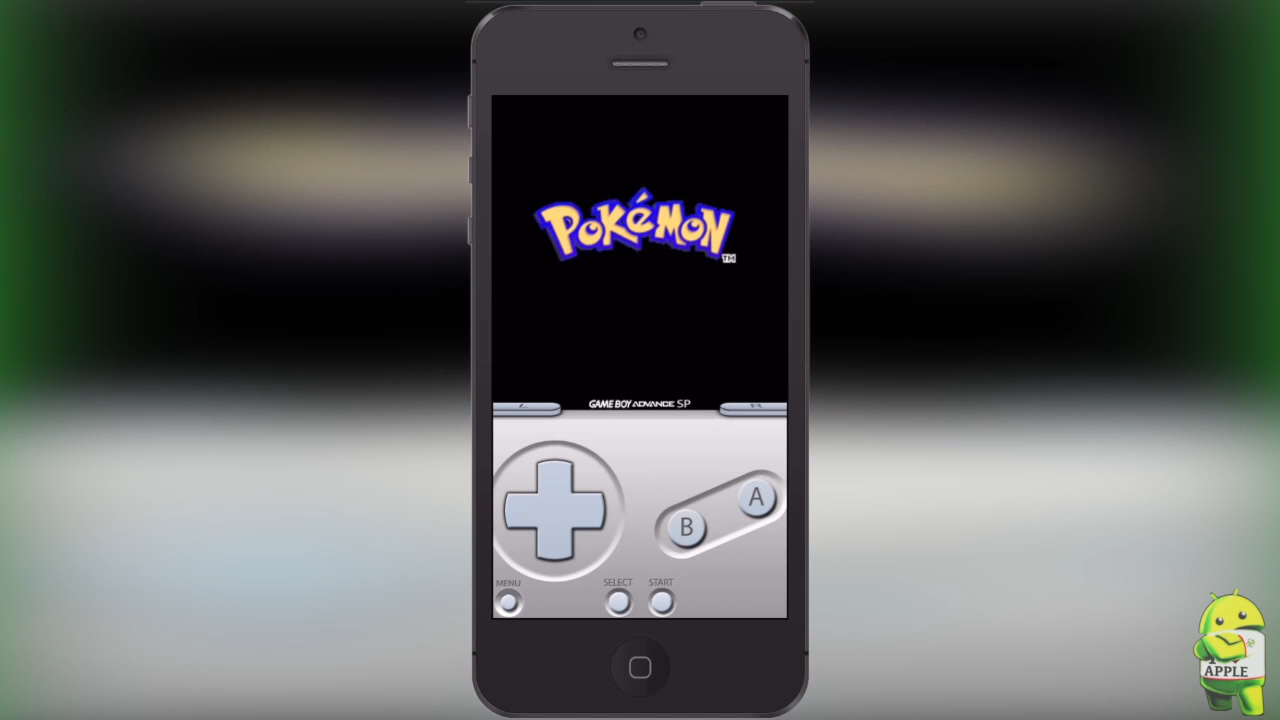 POKÉMON
TM
L
R
GAME BOY ADVANCE SP
A
B
MENU
SELECT
START
I
APPLE